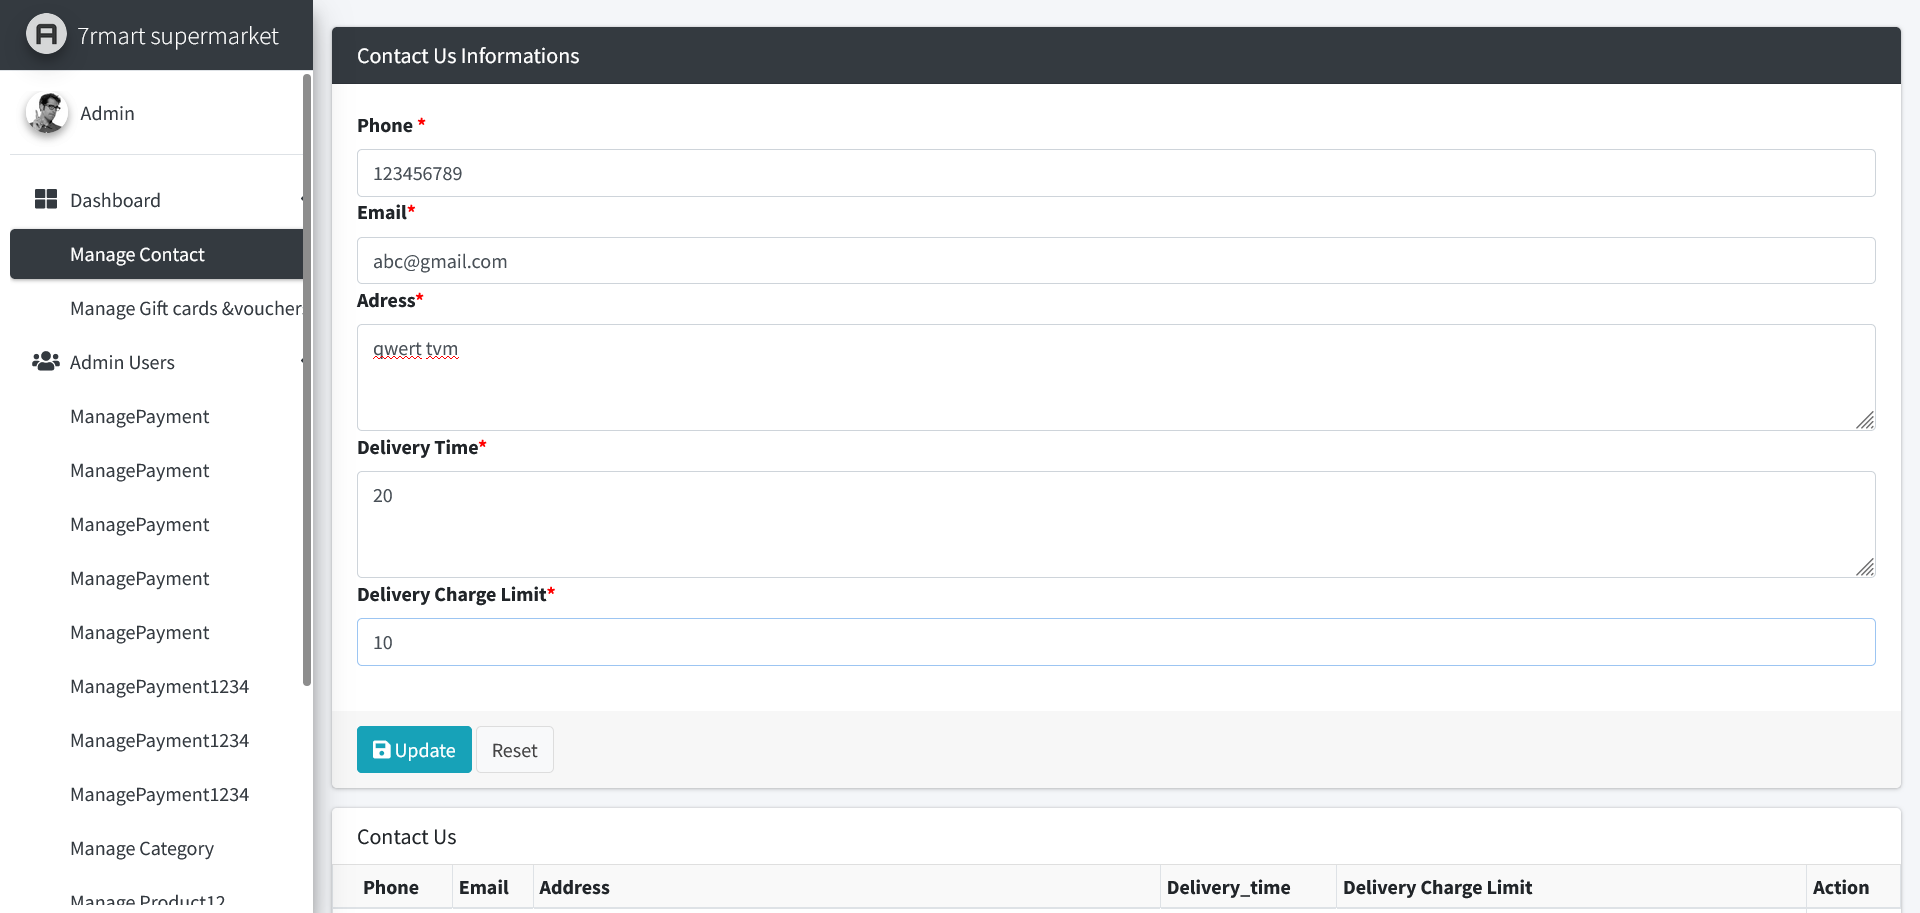 7rmart supermarket
Admin
Dashboard
Manage Contact
Manage Gift cards &voucher
Admin Users
ManagePayment
ManagePayment
ManagePayment
ManagePayment
ManagePayment
ManagePayment1234
ManagePayment1234
ManagePayment1234
Manage Category
Manage Product12
Contact Us Informations
Phone *
123456789
Email*
abc@gmail.com
Adress*
qwert tvm
Delivery Time*
20
Delivery Charge Limit*
10
Update Reset
Contact Us
Phone Email Address Delivery_time Delivery Charge Limit Action